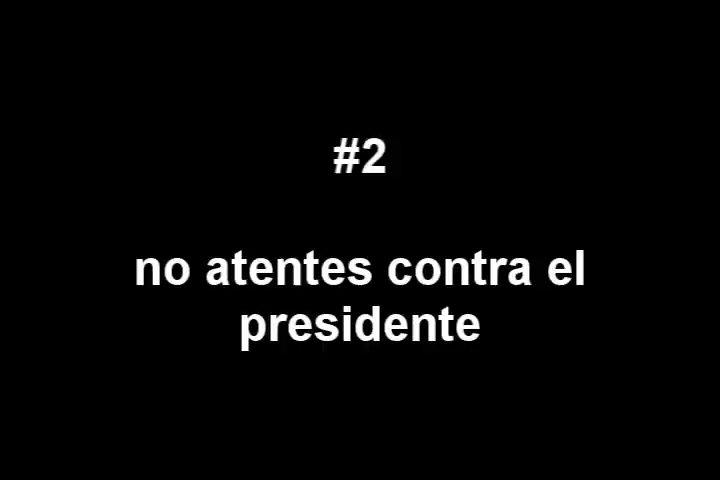 #2
no atentes contra el
presidente